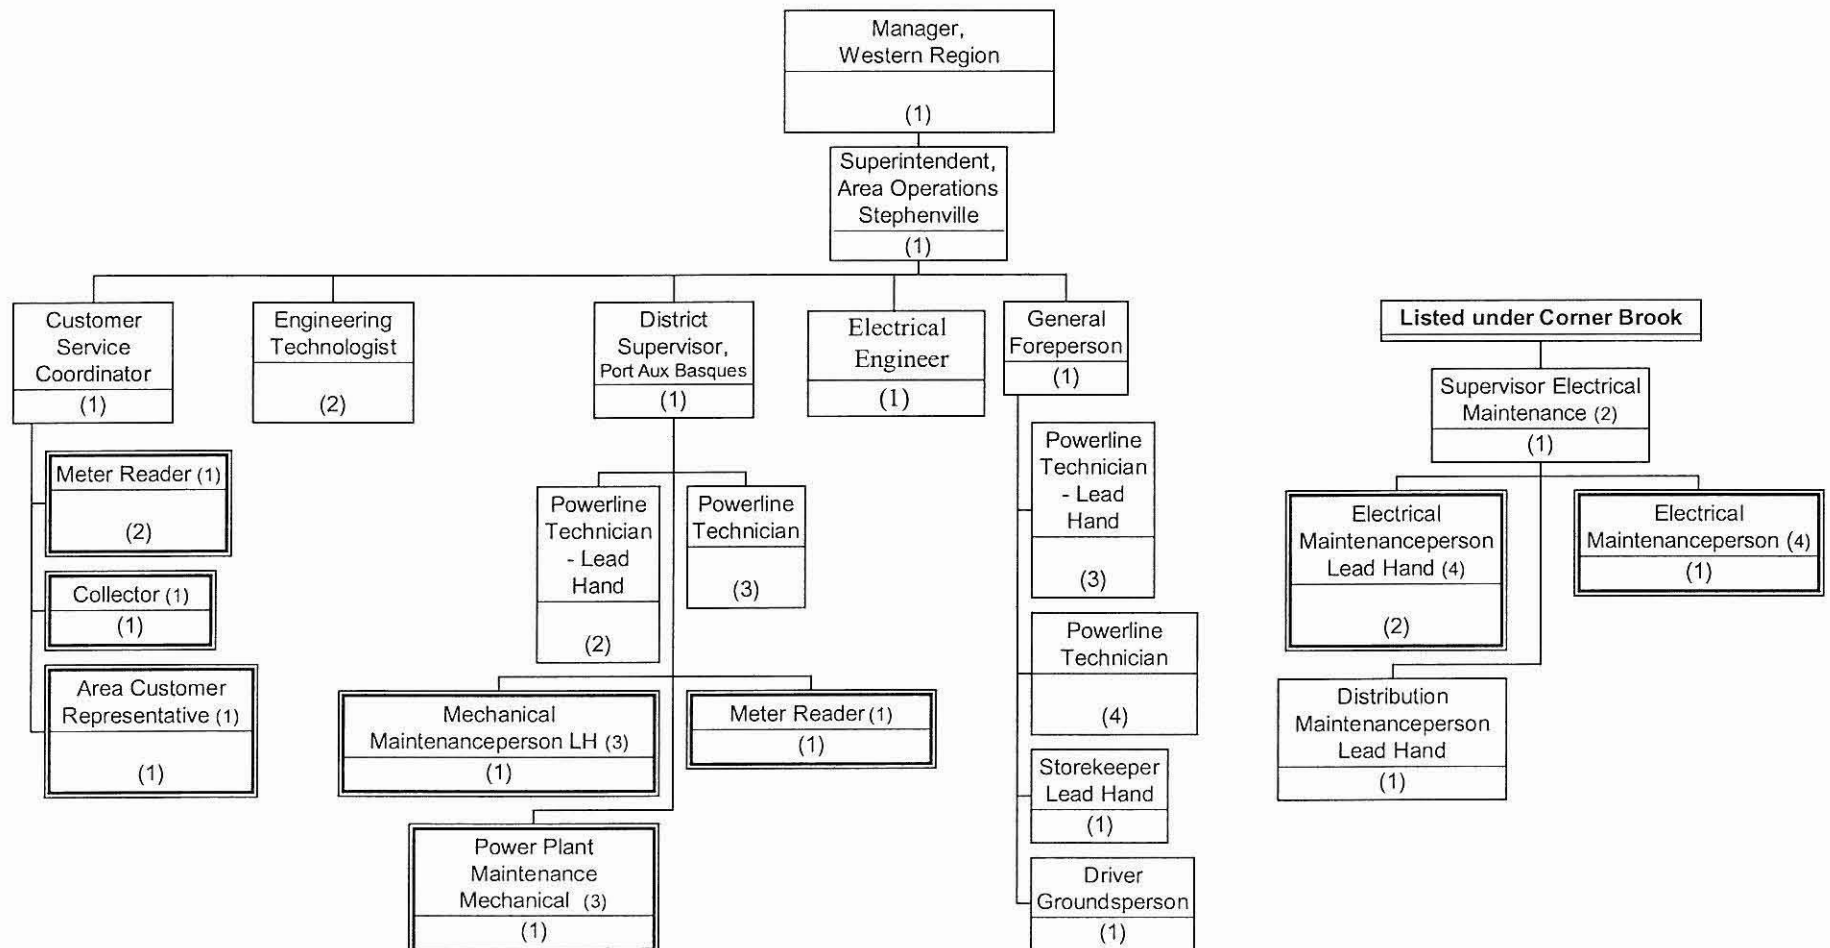 Manager,
Western Region
(1)
Superintendent,
Area Operations
Stephenville
(1)
Customer
Service
Coordinator
(1)
Engineering
Technologist
(2)
District
Supervisor,
Port Aux Basques
(1)
Electrical
Engineer
(1)
General
Foreperson
(1)
Listed under Corner Brook
Supervisor Electrical
Maintenance (2)
(1)
Meter Reader (1)
(2)
Collector (1)
(1)
Area Customer
Representative (1)
(1)
Powerline
Technician
- Lead
Hand
(2)
Powerline
Technician
(3)
Mechanical
Maintenanceperson LH (3)
(1)
Meter Reader (1)
(1)
Power Plant
Maintenance
Mechanical (3)
(1)
Powerline
Technician
- Lead
Hand
(3)
Powerline
Technician
(4)
Storekeeper
Lead Hand
(1)
Driver
Groundsperson
(1)
Electrical
Maintenanceperson
Lead Hand (4)
(2)
Electrical
Maintenanceperson (4)
(1)
Distribution
Maintenanceperson
Lead Hand
(1)